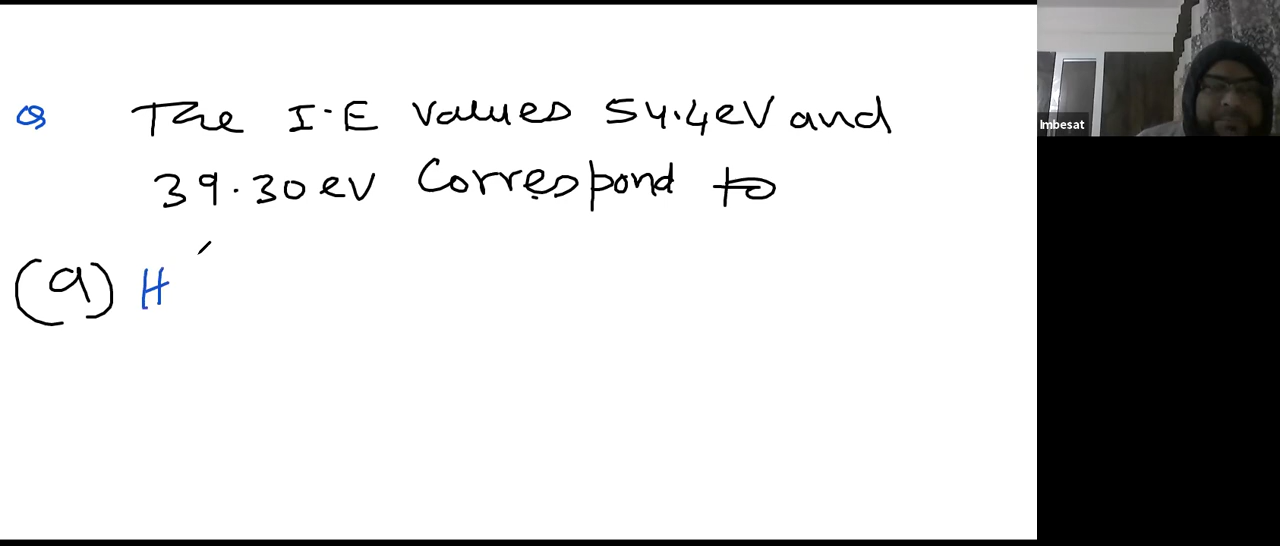 Q The I.E values 54.4eV and
39.30ev Correspond to
(a) H
Imbesat